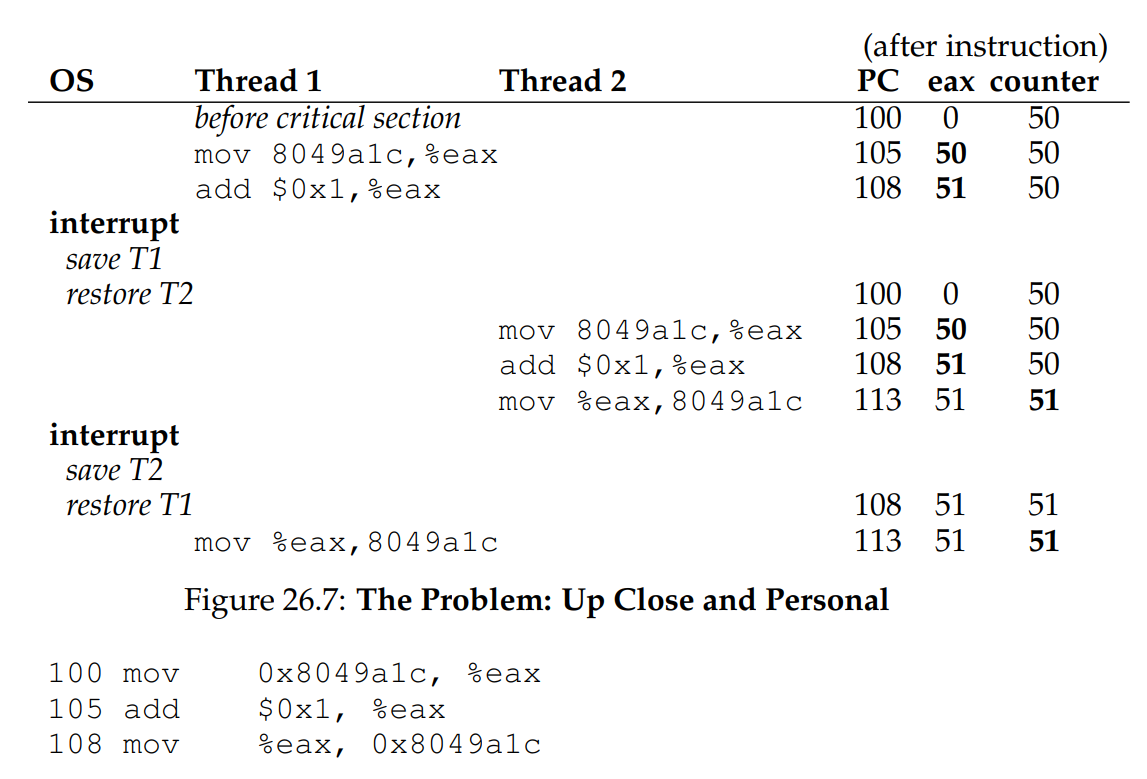 (after instruction)
OS Thread 1 Thread 2 PC eax counter
before critical section 100 0 50
mov 8049a1c,%eax 105 50 50
add $0x1,%eax 108 51 50
interrupt
save T1
restore T2 100 0 50
mov 8049a1c,%eax 105 50 50
add $0x1,%eax 108 51 50
mov %eax,8049a1c 113 51 51
interrupt
save T2
restore T1 108 51 51
mov %eax,8049a1c 113 51 51
Figure 26.7: The Problem: Up Close and Personal
100 mov 0x8049a1c, %eax
105 add $0x1, %eax
108 mov %eax, 0x8049a1c